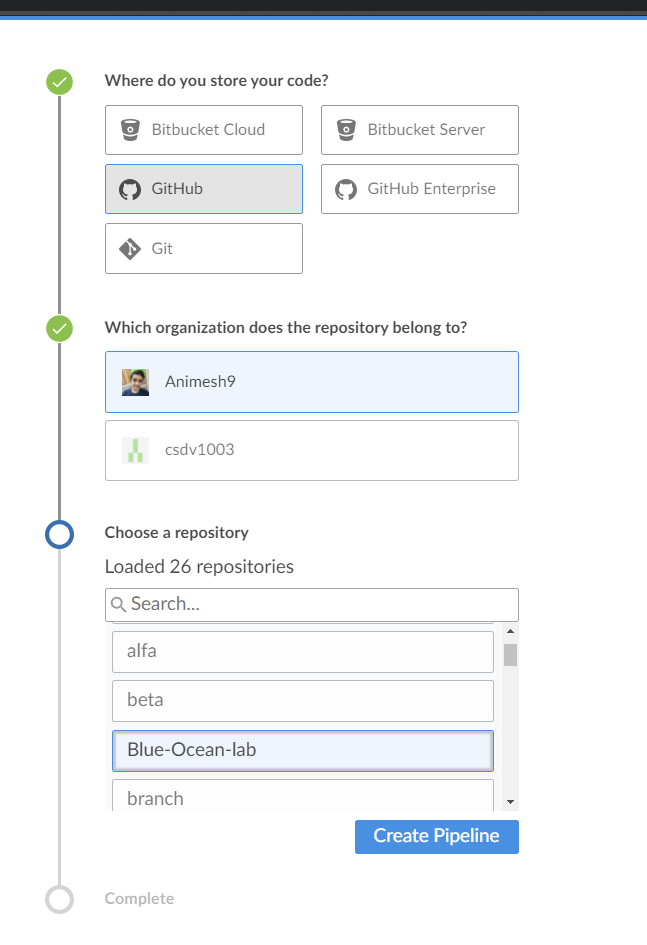 Where do you store your code?
Bitbucket Cloud
Bitbucket Server
GitHub
GitHub Enterprise
Git
Which organization does the repository belong to?
Animesh9
csdv1003
Choose a repository
Loaded 26 repositories
Search...
alfa
beta
Blue-Ocean-lab
branch
Create Pipeline
Complete